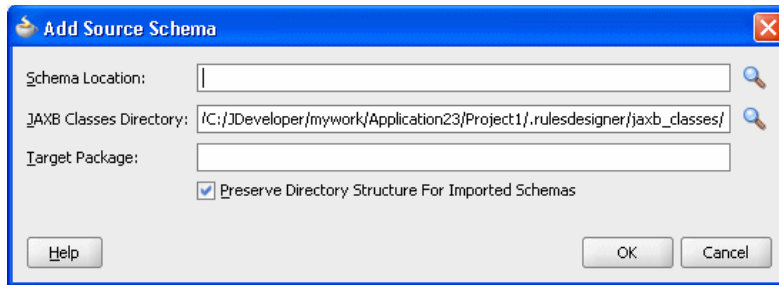 Add Source Schema
Schema Location:
JAXB Classes Directory: /C:/JDeveloper/mywork/Application23/Project1/.rulesdesigner/jaxb_classes/
Target Package:
Preserve Directory Structure For Imported Schemas
Help OK Cancel